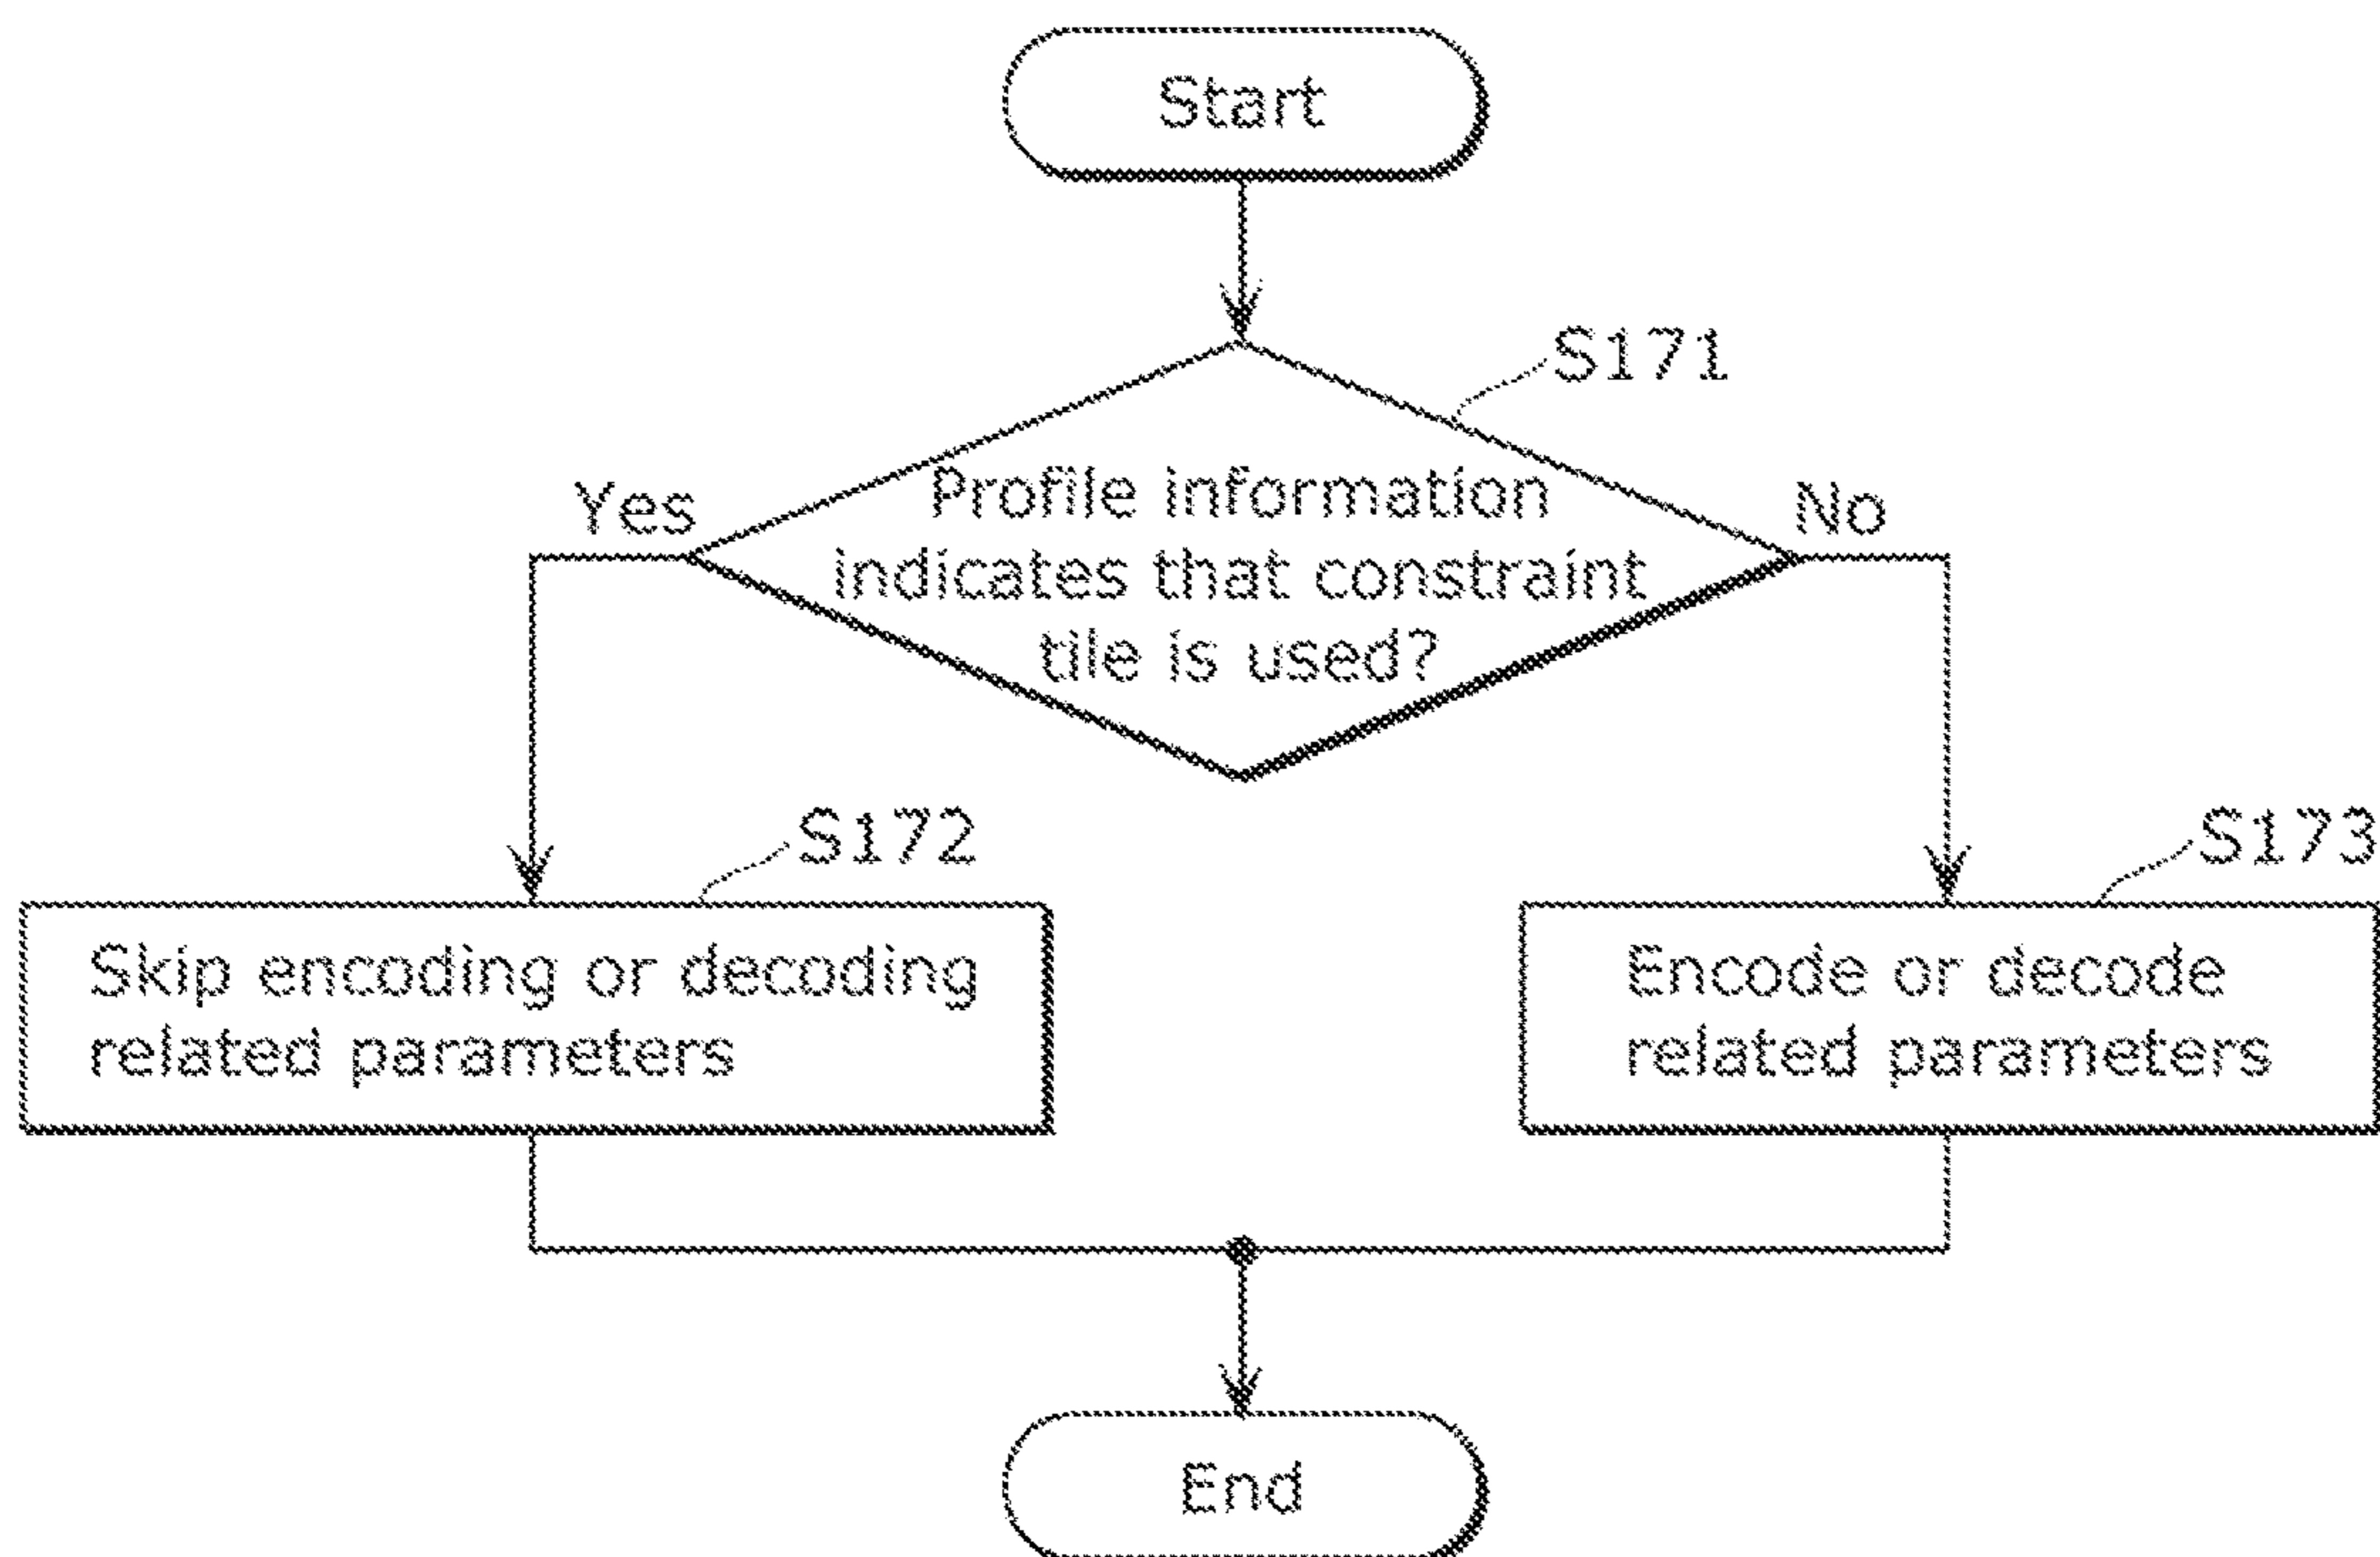 Start
S171
Profile information
indicates that constraint
tile is used?
Yes
No
S172
Skip encoding or decoding
related parameters
S173
Encode or decode
related parameters
End